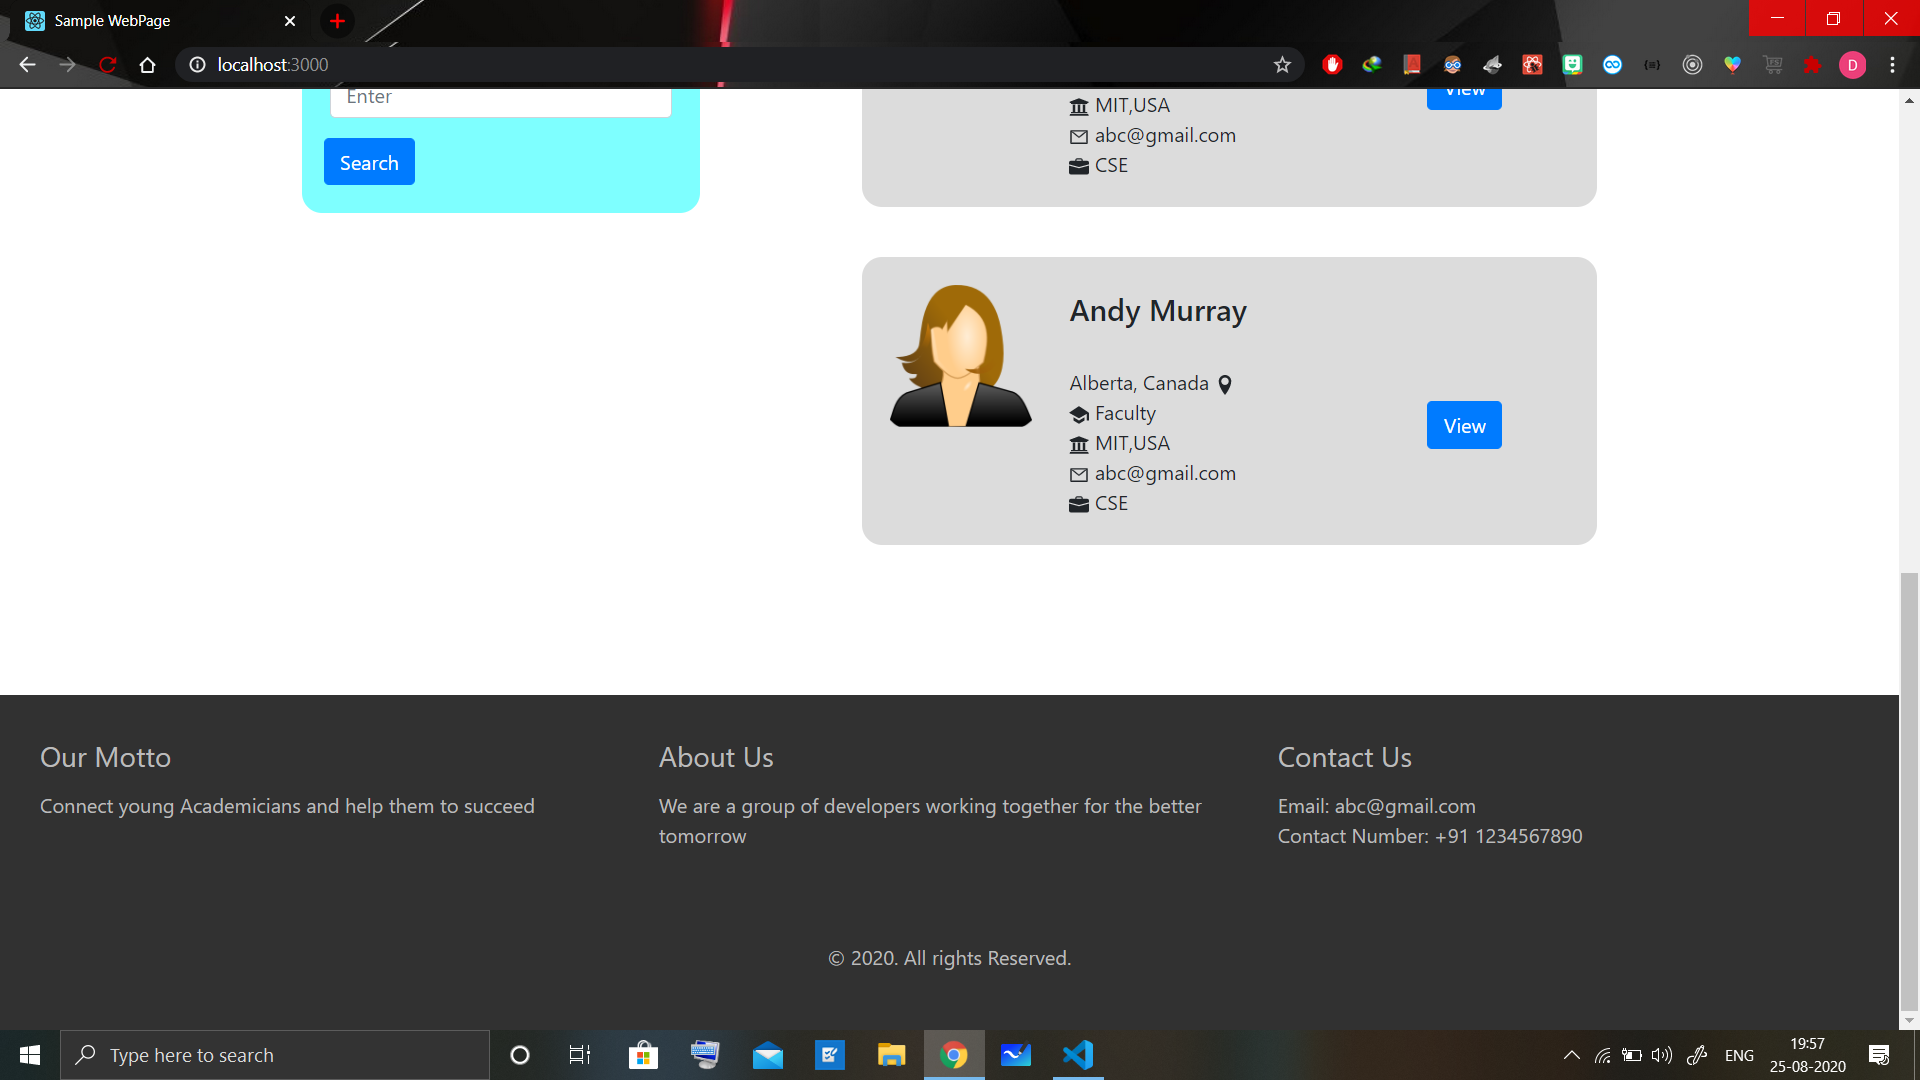 Sample WebPage
localhost:3000
D
Enter
Search
MIT,USA
abc@gmail.com
CSE
View
Andy Murray
Alberta, Canada
Faculty
MIT,USA
abc@gmail.com
CSE
View
Our Motto
Connect young Academicians and help them to succeed
About Us
We are a group of developers working together for the better
tomorrow
Contact Us
Email: abc@gmail.com
Contact Number: +91 1234567890
© 2020. All rights Reserved.
Type here to search
ENG
19:57
25-08-2020